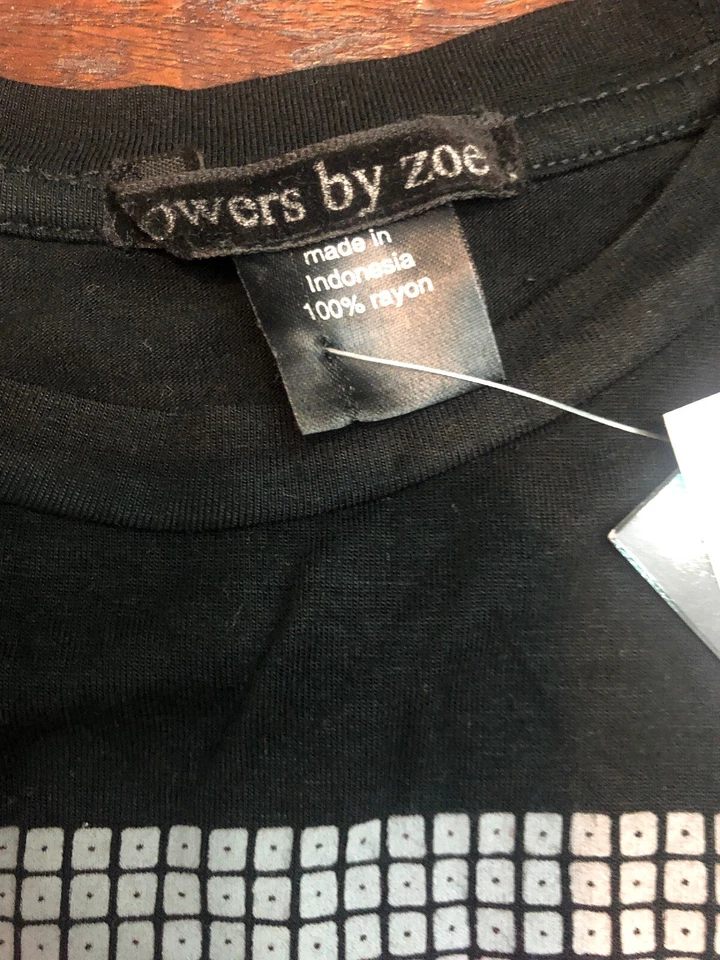 owers by zoe
made in
Indonesia
100% rayon